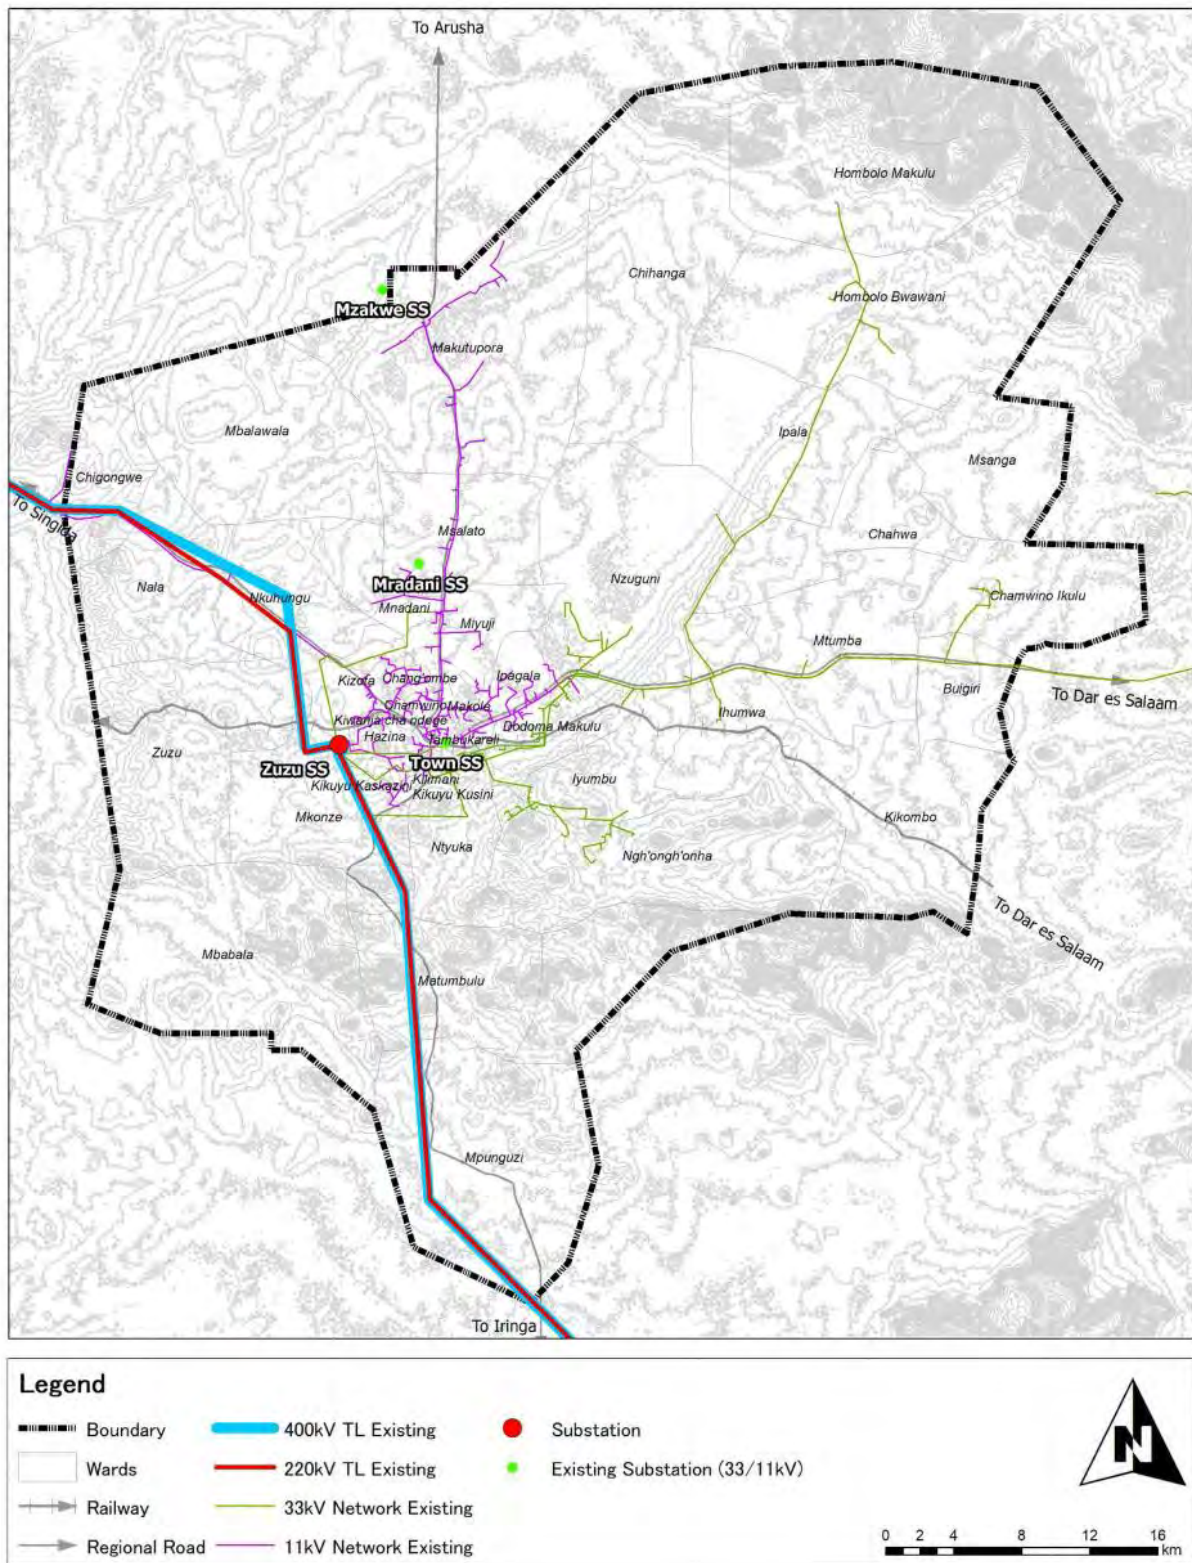 To Arusha
Hombolo Makulu
Chihanga
Hombolo Bwawani
Mzakwe SS
Makutupora
Mbalawala
Ipala
Msanga
Chigongwe
To Singida
Msalato
Chahwa
Mradani SS
Nala
Nkuhungu
Nzuguni
Chamwino Ikulu
Mnadani
Miyuji
Mtumba
Kizota
Chang'ombe
Ipagala
Buigiri
To Dar es Salaam
Chamwino
Makole
Ihumwa
Kiwanja cha ndege
Dodoma Makulu
Hazina
Tambukareli
Zuzu
Zuzu SS
Town SS
Kilimani
Iyumbu
Kikuyu Kaskazini
Kikuyu Kusini
Mkonze
Kikombo
Ntyuka
Ngh'ongh'onha
To Dar es Salaam
Mbabala
Matumbulu
Mpunguzi
To Iringa
Legend
Boundary
400kV TL Existing
Substation
Wards
220kV TL Existing
Existing Substation (33/11kV)
Railway
33kV Network Existing
Regional Road
11kV Network Existing
N
0 2 4 8 12 16
km